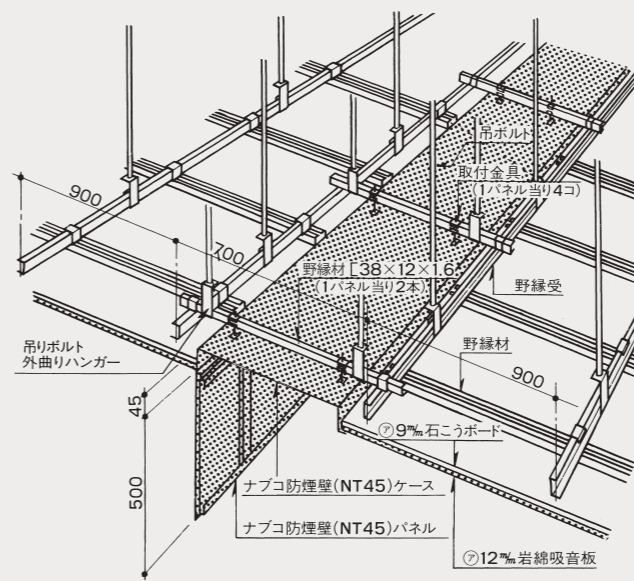 900
700
吊ボルト
取付金具
(1パネル当り4コ)
野縁材 [38×12×1.6
(1パネル当り2本)
野縁受
吊りボルト
外曲りハンガー
野縁材
900
45
500
㋐9m/m石こうボード
ナブコ防煙壁(NT45)ケース
ナブコ防煙壁(NT45)パネル
㋐12m/m岩綿吸音板